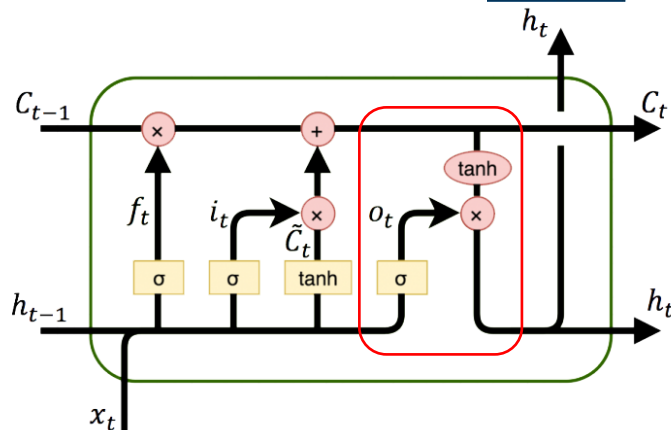 h_t
C_{t-1}
C_t
×
+
tanh
f_t
i_t
×
o_t
×
C̃_t
σ
σ
tanh
σ
h_{t-1}
h_t
x_t